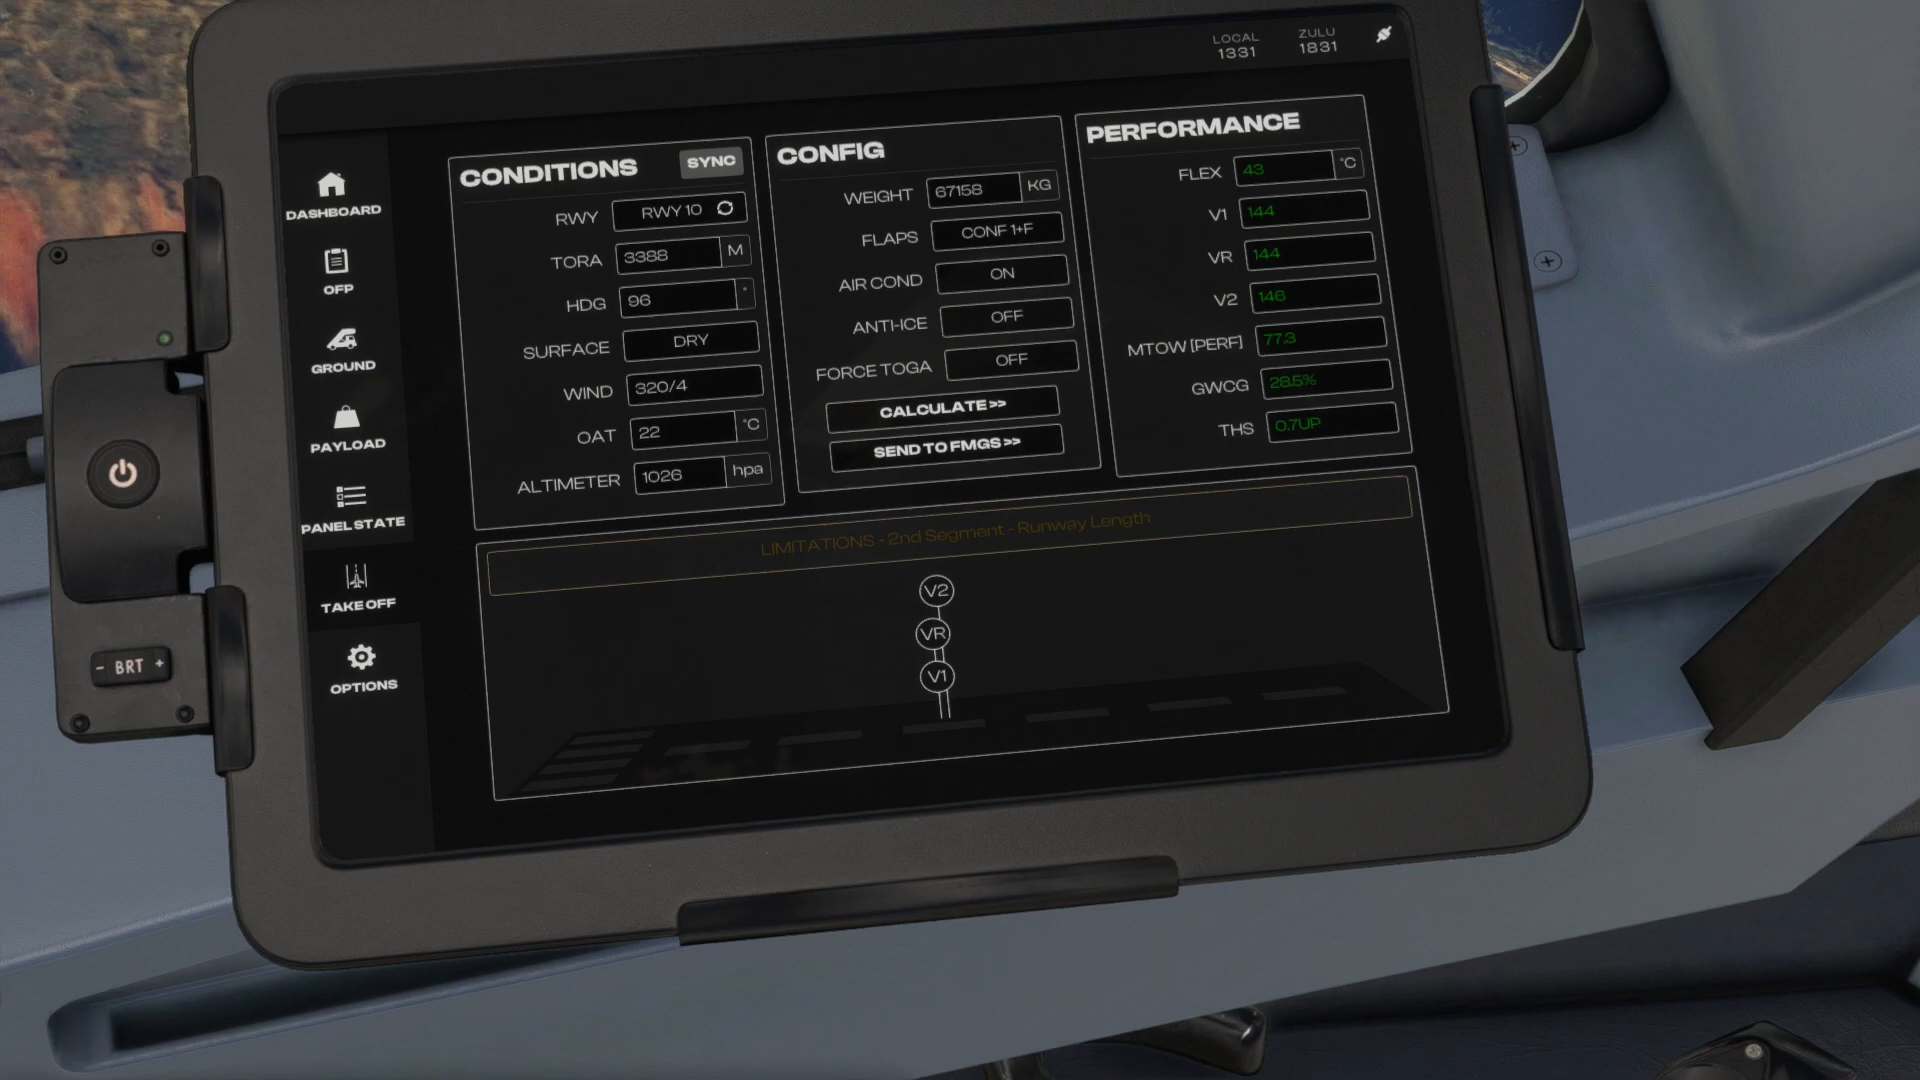 LOCAL
1331
ZULU
1831
DASHBOARD
OFP
GROUND
PAYLOAD
PANEL STATE
TAKE OFF
OPTIONS
- BRT +
CONDITIONS
SYNC
RWY RWY 10
TORA 3388 M
HDG 96 °
SURFACE DRY
WIND 320/4
OAT 22 °C
ALTIMETER 1026 hpa
CONFIG
WEIGHT 67158 KG
FLAPS CONF 1+F
AIR COND ON
ANTI-ICE OFF
FORCE TOGA OFF
CALCULATE >>
SEND TO FMGS >>
PERFORMANCE
FLEX 43 °C
V1 144
VR 144
V2 146
MTOW [PERF] 77.3
GWCG 28.5%
THS 0.7UP
LIMITATIONS - 2nd Segment - Runway Length
V2
VR
V1